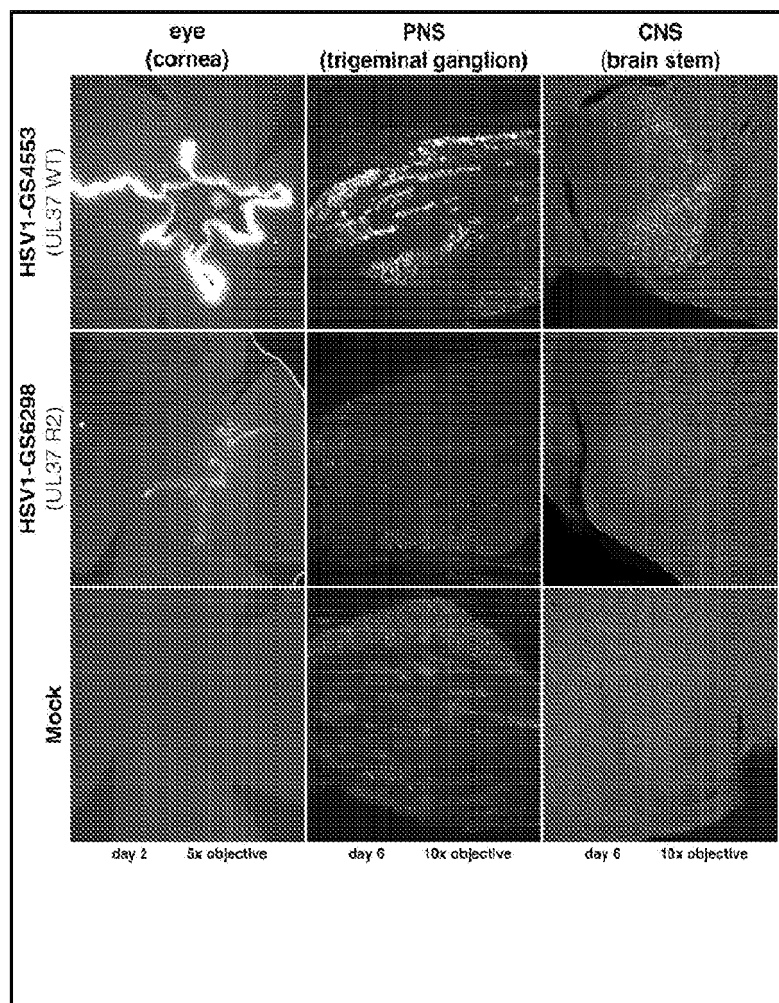 eye
(cornea)
PNS
(trigeminal ganglion)
CNS
(brain stem)
HSV1-GS4553
(UL37 WT)
HSV1-GS6298
(UL37 R2)
Mock
day 2 5x objective
day 6 10x objective
day 6 10x objective